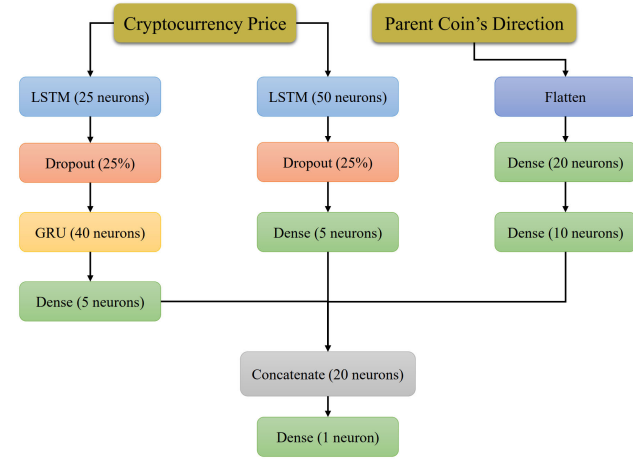 Cryptocurrency Price
Parent Coin's Direction
LSTM (25 neurons)
LSTM (50 neurons)
Flatten
Dropout (25%)
Dropout (25%)
Dense (20 neurons)
GRU (40 neurons)
Dense (5 neurons)
Dense (10 neurons)
Dense (5 neurons)
Concatenate (20 neurons)
Dense (1 neuron)